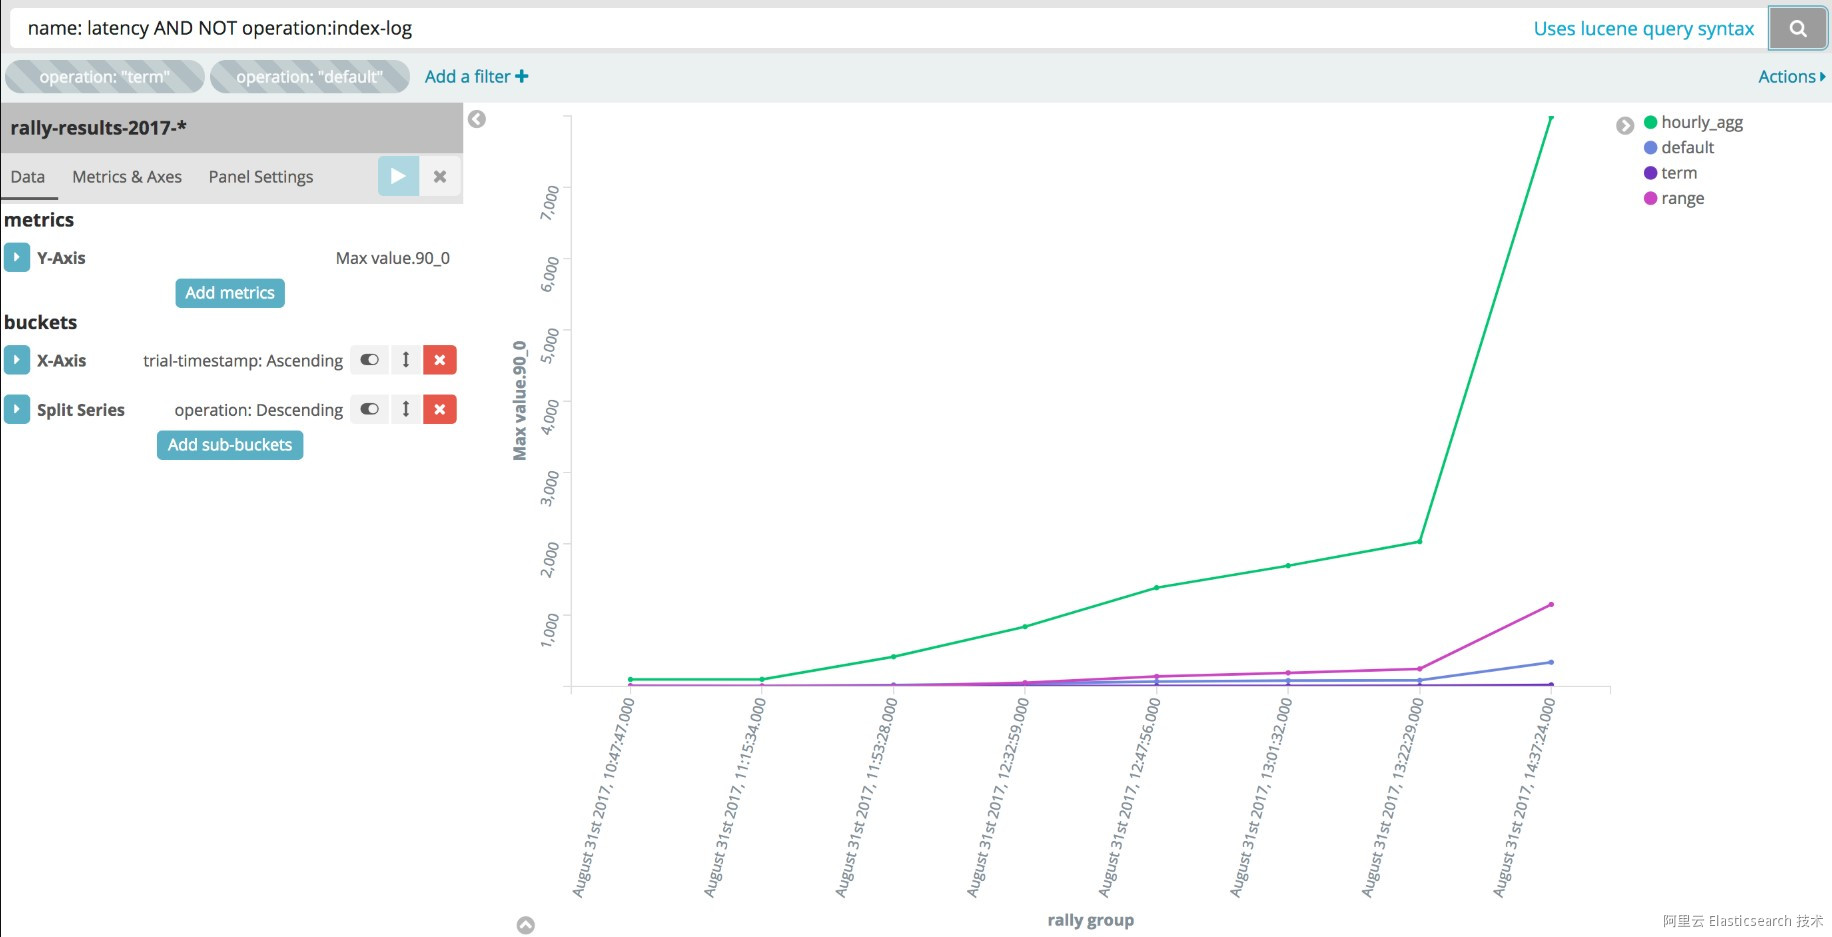 name: latency AND NOT operation:index-log
Uses lucene query syntax
operation: "term"
operation: "default"
Add a filter
Actions
rally-results-2017-*
Data
Metrics & Axes
Panel Settings
metrics
Y-Axis
Max value.90_0
Add metrics
buckets
X-Axis
trial-timestamp: Ascending
Split Series
operation: Descending
Add sub-buckets
Max value.90_0
7,000
6,000
5,000
4,000
3,000
2,000
1,000
August 31st 2017, 10:47:47.000
August 31st 2017, 11:15:34.000
August 31st 2017, 11:53:28.000
August 31st 2017, 12:32:59.000
August 31st 2017, 12:47:56.000
August 31st 2017, 13:01:32.000
August 31st 2017, 13:22:29.000
August 31st 2017, 14:37:24.000
rally group
hourly_agg
default
term
range
阿里云 Elasticsearch 技术